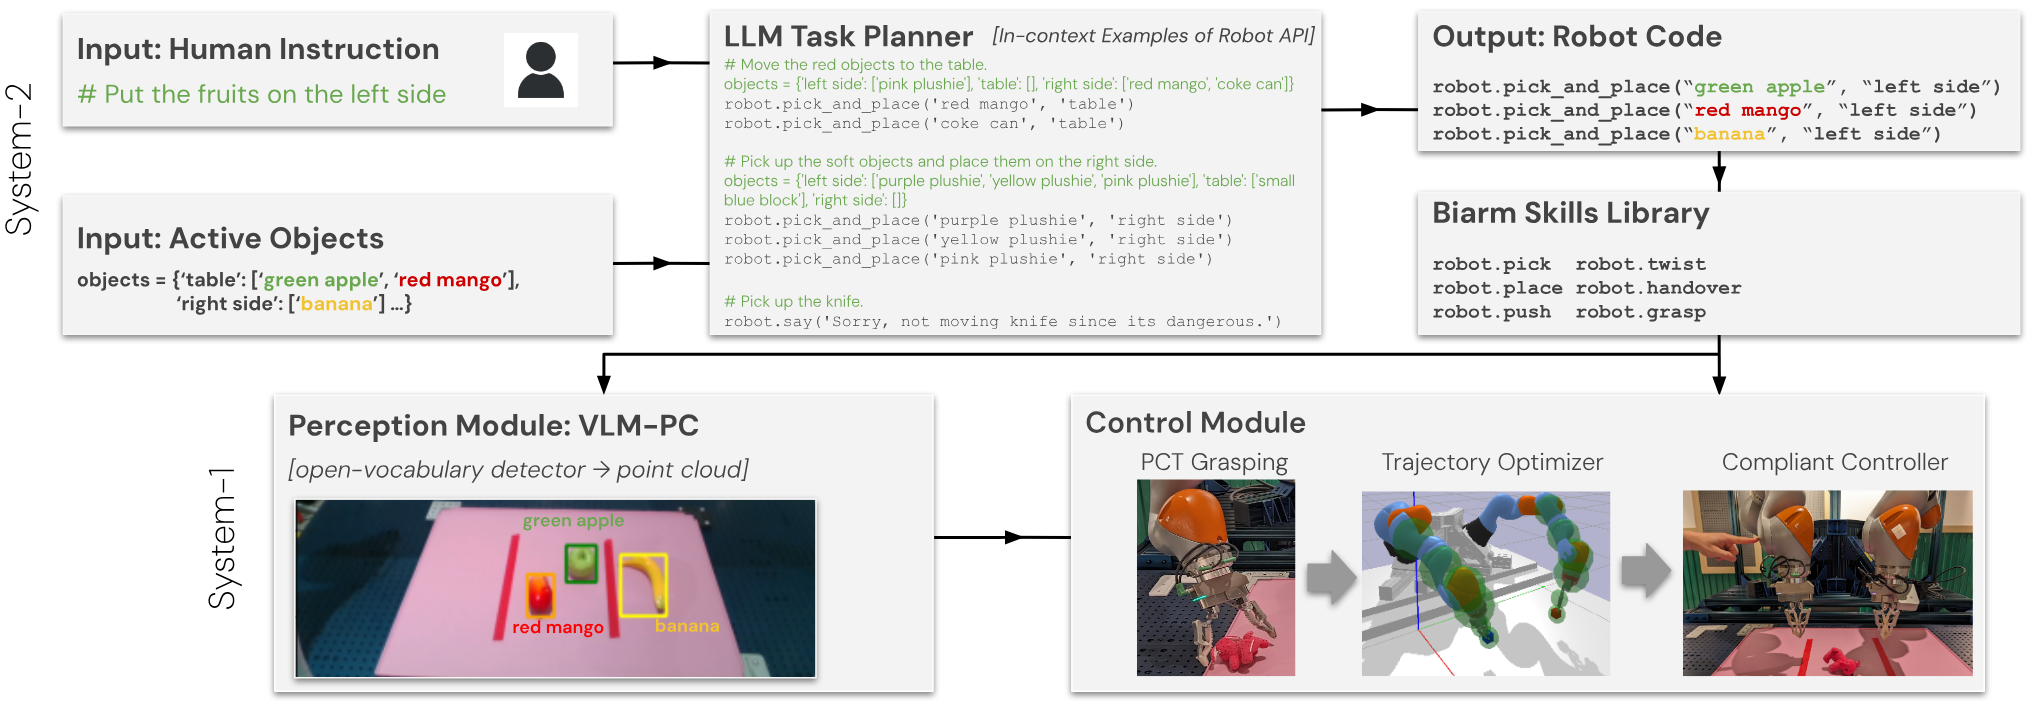 System-2
Input: Human Instruction
# Put the fruits on the left side
Input: Active Objects
objects = {‘table’: [‘green apple’, ‘red mango’],
‘right side’: [‘banana’] ...}
LLM Task Planner [In-context Examples of Robot API]
# Move the red objects to the table.
objects = {'left side': ['pink plushie'], 'table': [], 'right side': ['red mango', 'coke can']}
robot.pick_and_place('red mango', 'table')
robot.pick_and_place('coke can', 'table')
# Pick up the soft objects and place them on the right side.
objects = {'left side': ['purple plushie', 'yellow plushie', 'pink plushie'], 'table': ['small
blue block'], 'right side': []}
robot.pick_and_place('purple plushie', 'right side')
robot.pick_and_place('yellow plushie', 'right side')
robot.pick_and_place('pink plushie', 'right side')
# Pick up the knife.
robot.say('Sorry, not moving knife since its dangerous.')
Output: Robot Code
robot.pick_and_place(“green apple”, “left side”)
robot.pick_and_place(“red mango”, “left side”)
robot.pick_and_place(“banana”, “left side”)
Biarm Skills Library
robot.pick robot.twist
robot.place robot.handover
robot.push robot.grasp
System-1
Perception Module: VLM-PC
[open-vocabulary detector → point cloud]
green apple
red mango
banana
Control Module
PCT Grasping
Trajectory Optimizer
Compliant Controller